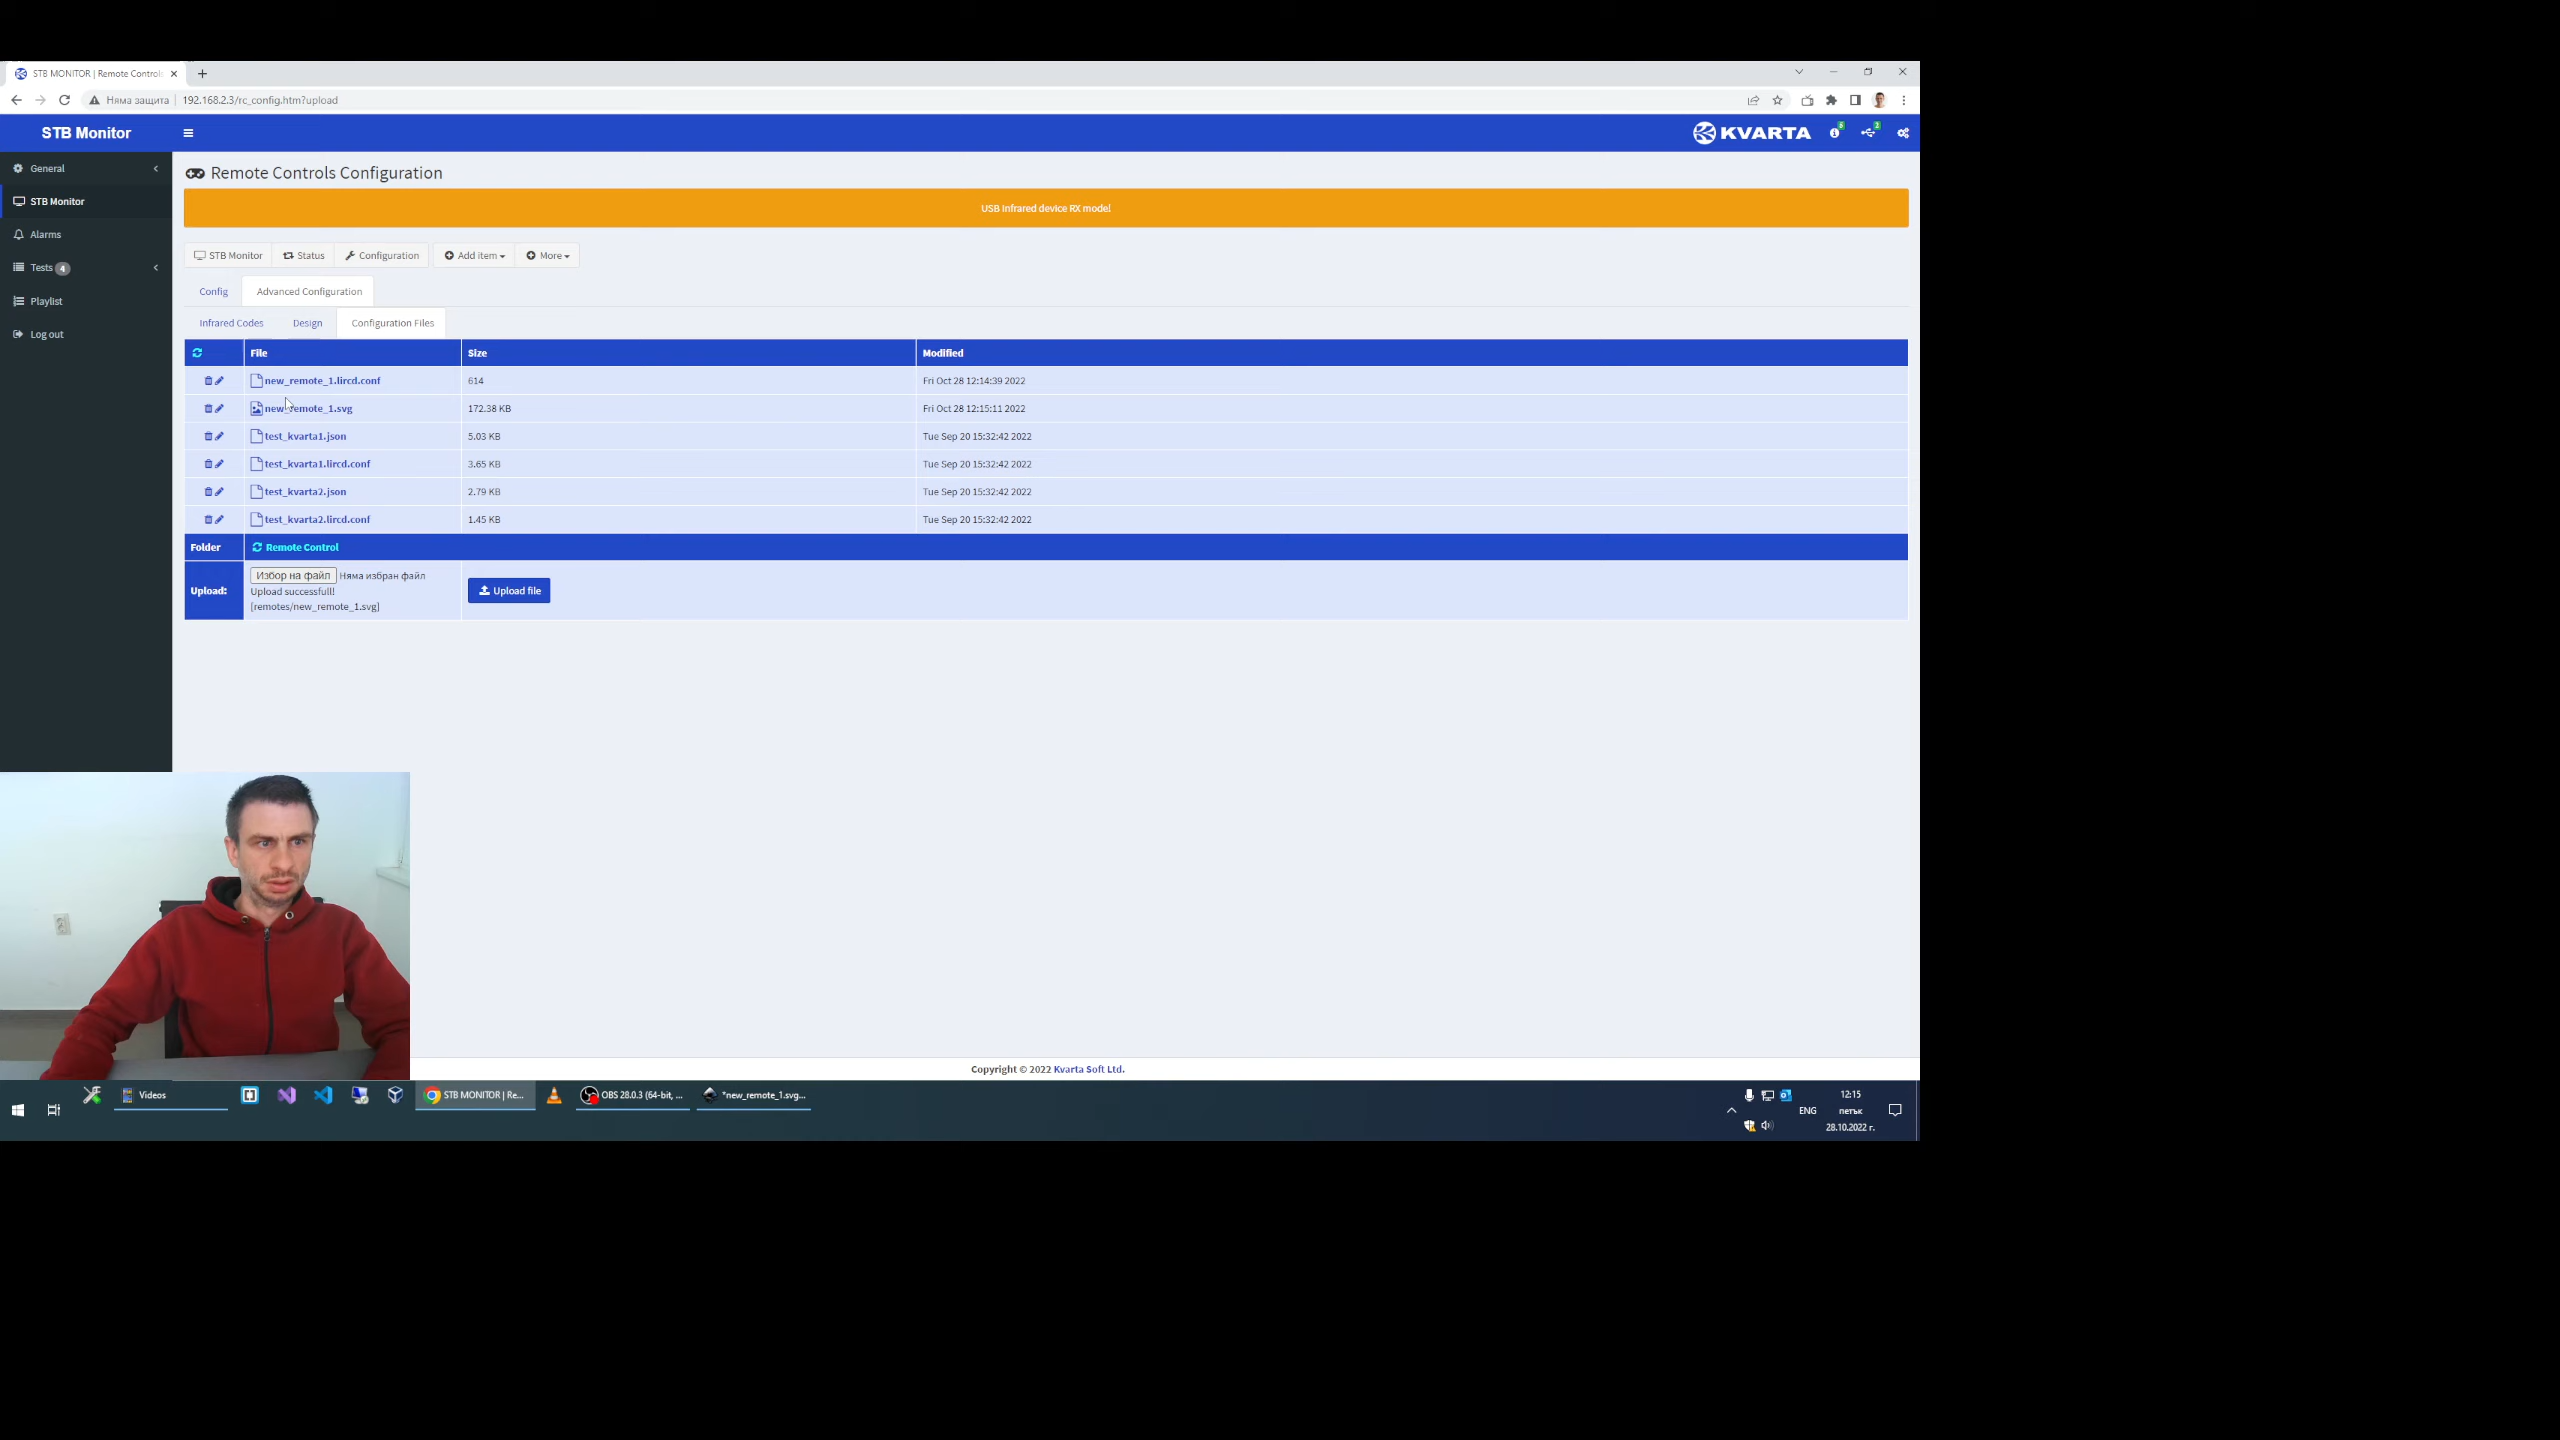 STB MONITOR | Remote Control
Няма защита
192.168.2.3/rc_config.htm?upload
STB Monitor
KVARTA
General
STB Monitor
Alarms
Tests 4
Playlist
Log out
Remote Controls Configuration
USB Infrared device RX model
STB Monitor Status Configuration Add item More
Config Advanced Configuration
Infrared Codes Design Configuration Files
File Size Modified
new_remote_1.lircd.conf 614 Fri Oct 28 12:14:39 2022
new_remote_1.svg 172.38 KB Fri Oct 28 12:15:11 2022
test_kvarta1.json 5.03 KB Tue Sep 20 15:32:42 2022
test_kvarta1.lircd.conf 3.65 KB Tue Sep 20 15:32:42 2022
test_kvarta2.json 2.79 KB Tue Sep 20 15:32:42 2022
test_kvarta2.lircd.conf 1.45 KB Tue Sep 20 15:32:42 2022
Folder Remote Control
Upload:
Избор на файл Няма избран файл
Upload successfull!
[remotes/new_remote_1.svg]
Upload file
Copyright © 2022 Kvarta Soft Ltd.
Videos
STB MONITOR | Re...
OBS 28.0.3 (64-bit, ...
*new_remote_1.svg...
ENG
12:15
петък
28.10.2022 г.